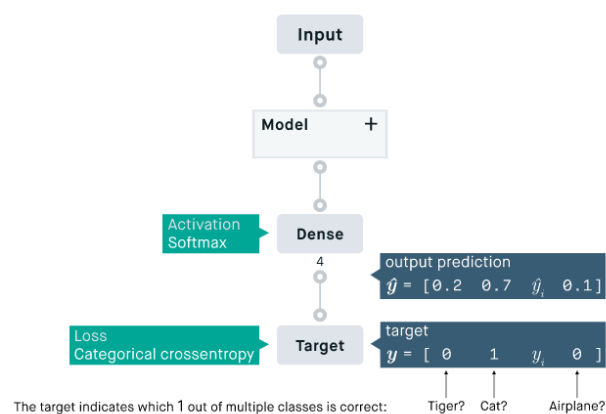 Input
Model +
Activation
Softmax
Dense
4
output prediction
ŷ = [0.2 0.7 ŷᵢ 0.1]
Loss
Categorical crossentropy
Target
target
y = [ 0 1 yᵢ 0 ]
The target indicates which 1 out of multiple classes is correct: Tiger? Cat? Airplane?